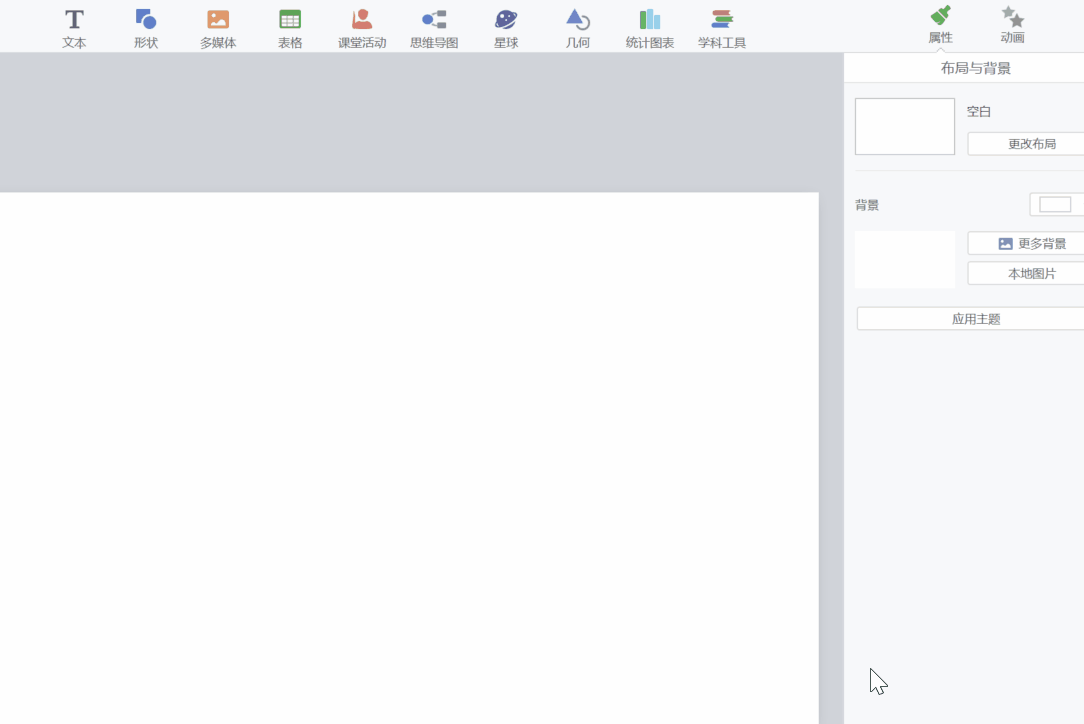 文本 形状 多媒体 表格 课堂活动 思维导图 星球 几何 统计图表 学科工具 属性 动画
布局与背景
空白
更改布局
背景
更多背景
本地图片
应用主题